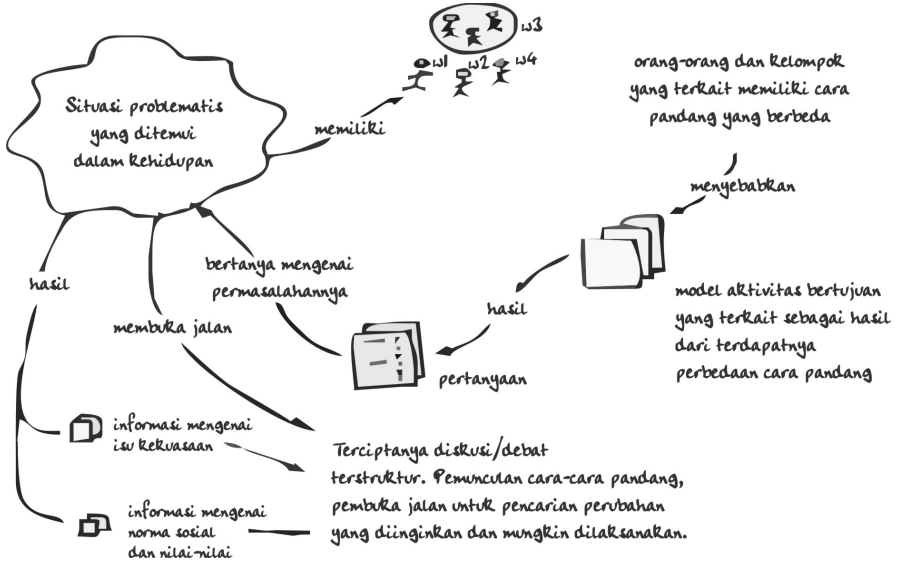 w3
w1
w2
w4
Situasi problematis
yang ditemui
dalam kehidupan
memiliki
orang-orang dan kelompok
yang terkait memiliki cara
pandang yang berbeda
menyebabkan
model aktivitas bertujuan
yang terkait sebagai hasil
dari terdapatnya
perbedaan cara pandang
hasil
pertanyaan
bertanya mengenai
permasalahannya
hasil
membuka jalan
informasi mengenai
isu kekuasaan
informasi mengenai
norma sosial
dan nilai-nilai
Terciptanya diskusi/debat
terstruktur. Pemunculan cara-cara pandang,
pembuka jalan untuk pencarian perubahan
yang diinginkan dan mungkin dilaksanakan.